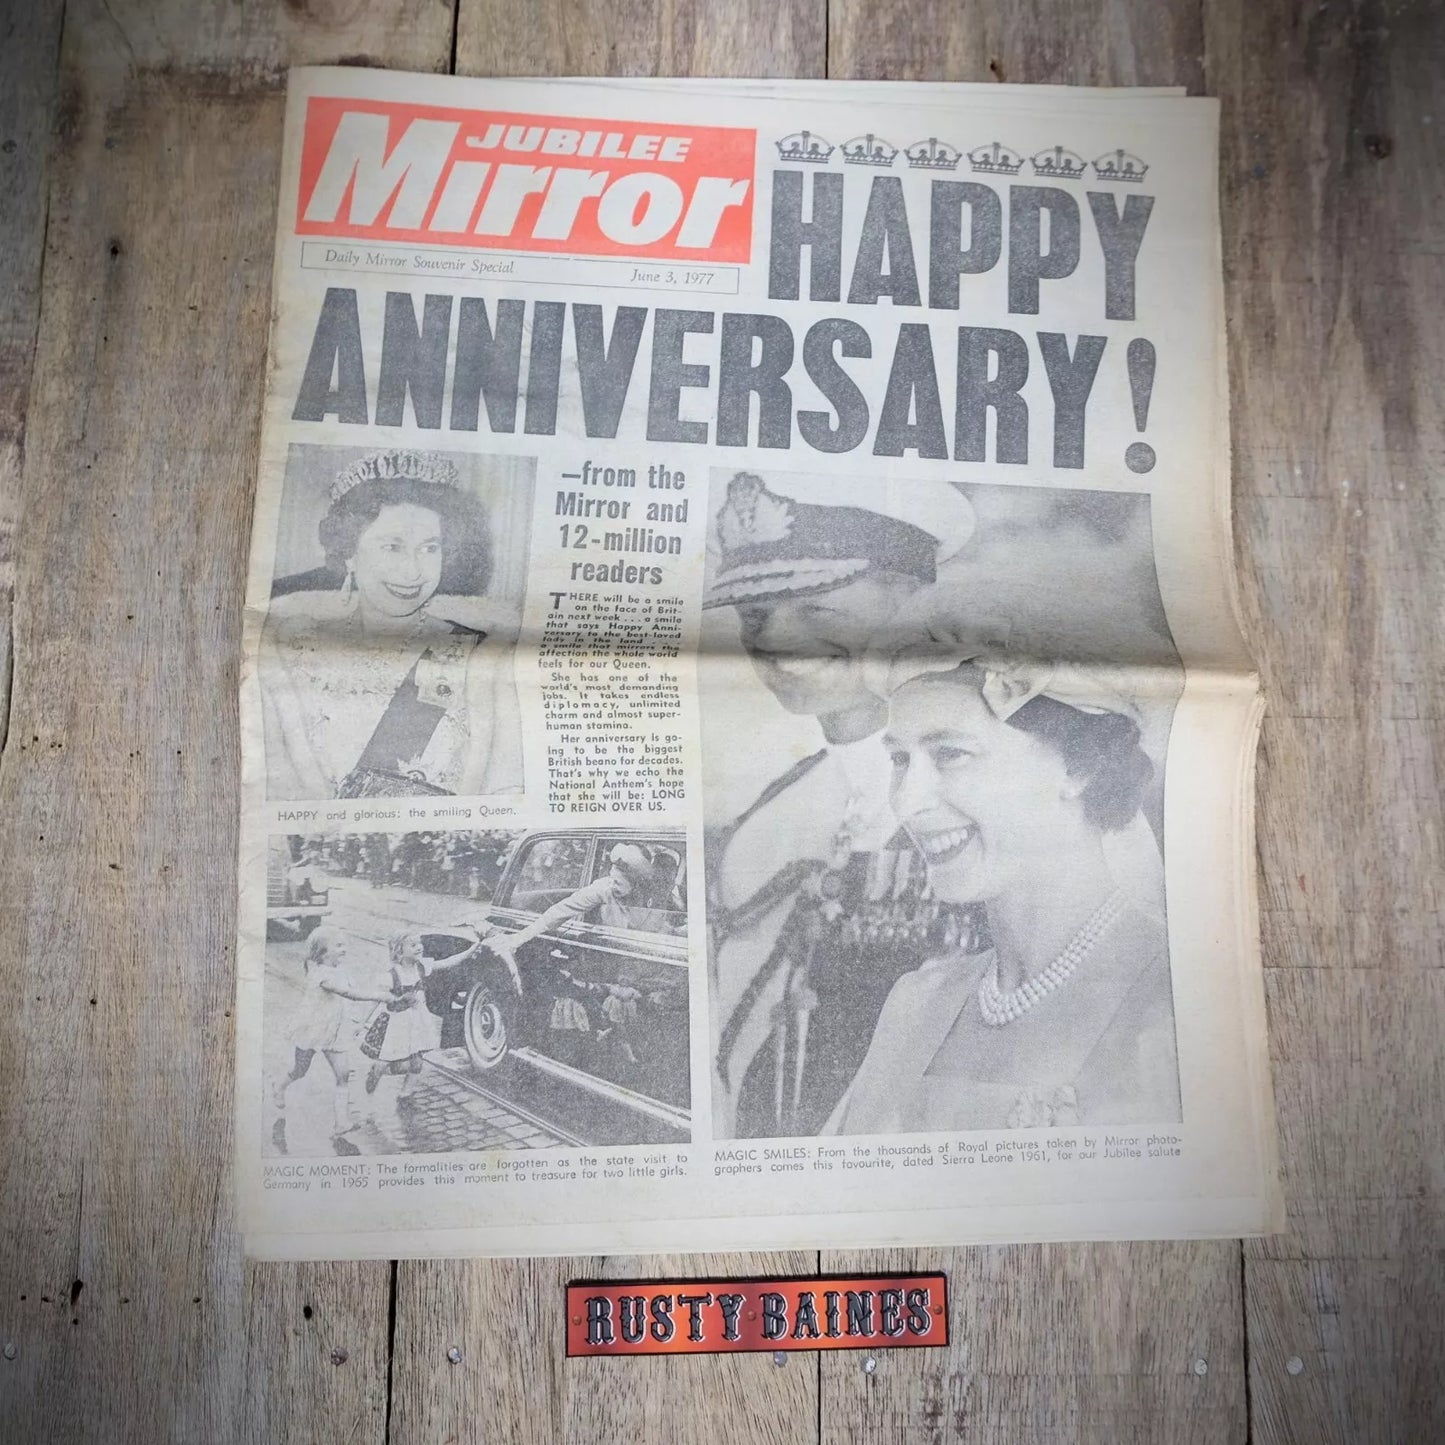 JUBILEE
Mirror
Daily Mirror Souvenir Special June 3, 1977
HAPPY
ANNIVERSARY!
—from the
Mirror and
12-million
readers
THERE will be a smile
on the face of Brit-
ain next week . . . a smile
that says Happy Anni-
versary to the best-loved
lady in the land . . .
a smile that mirrors the
affection the whole world
feels for our Queen.
She has one of the
world's most demanding
jobs. It takes endless
diplomacy, unlimited
charm and almost super-
human stamina.
Her anniversary is go-
ing to be the biggest
British beano for decades.
That's why we echo the
National Anthem's hope
that she will be: LONG
TO REIGN OVER US.
HAPPY and glorious: the smiling Queen.
MAGIC MOMENT: The formalities are forgotten as the state visit to
Germany in 1965 provides this moment to treasure for two little girls.
MAGIC SMILES: From the thousands of Royal pictures taken by Mirror photo-
graphers comes this favourite, dated Sierra Leone 1961, for our Jubilee salute
RUSTY BAINES